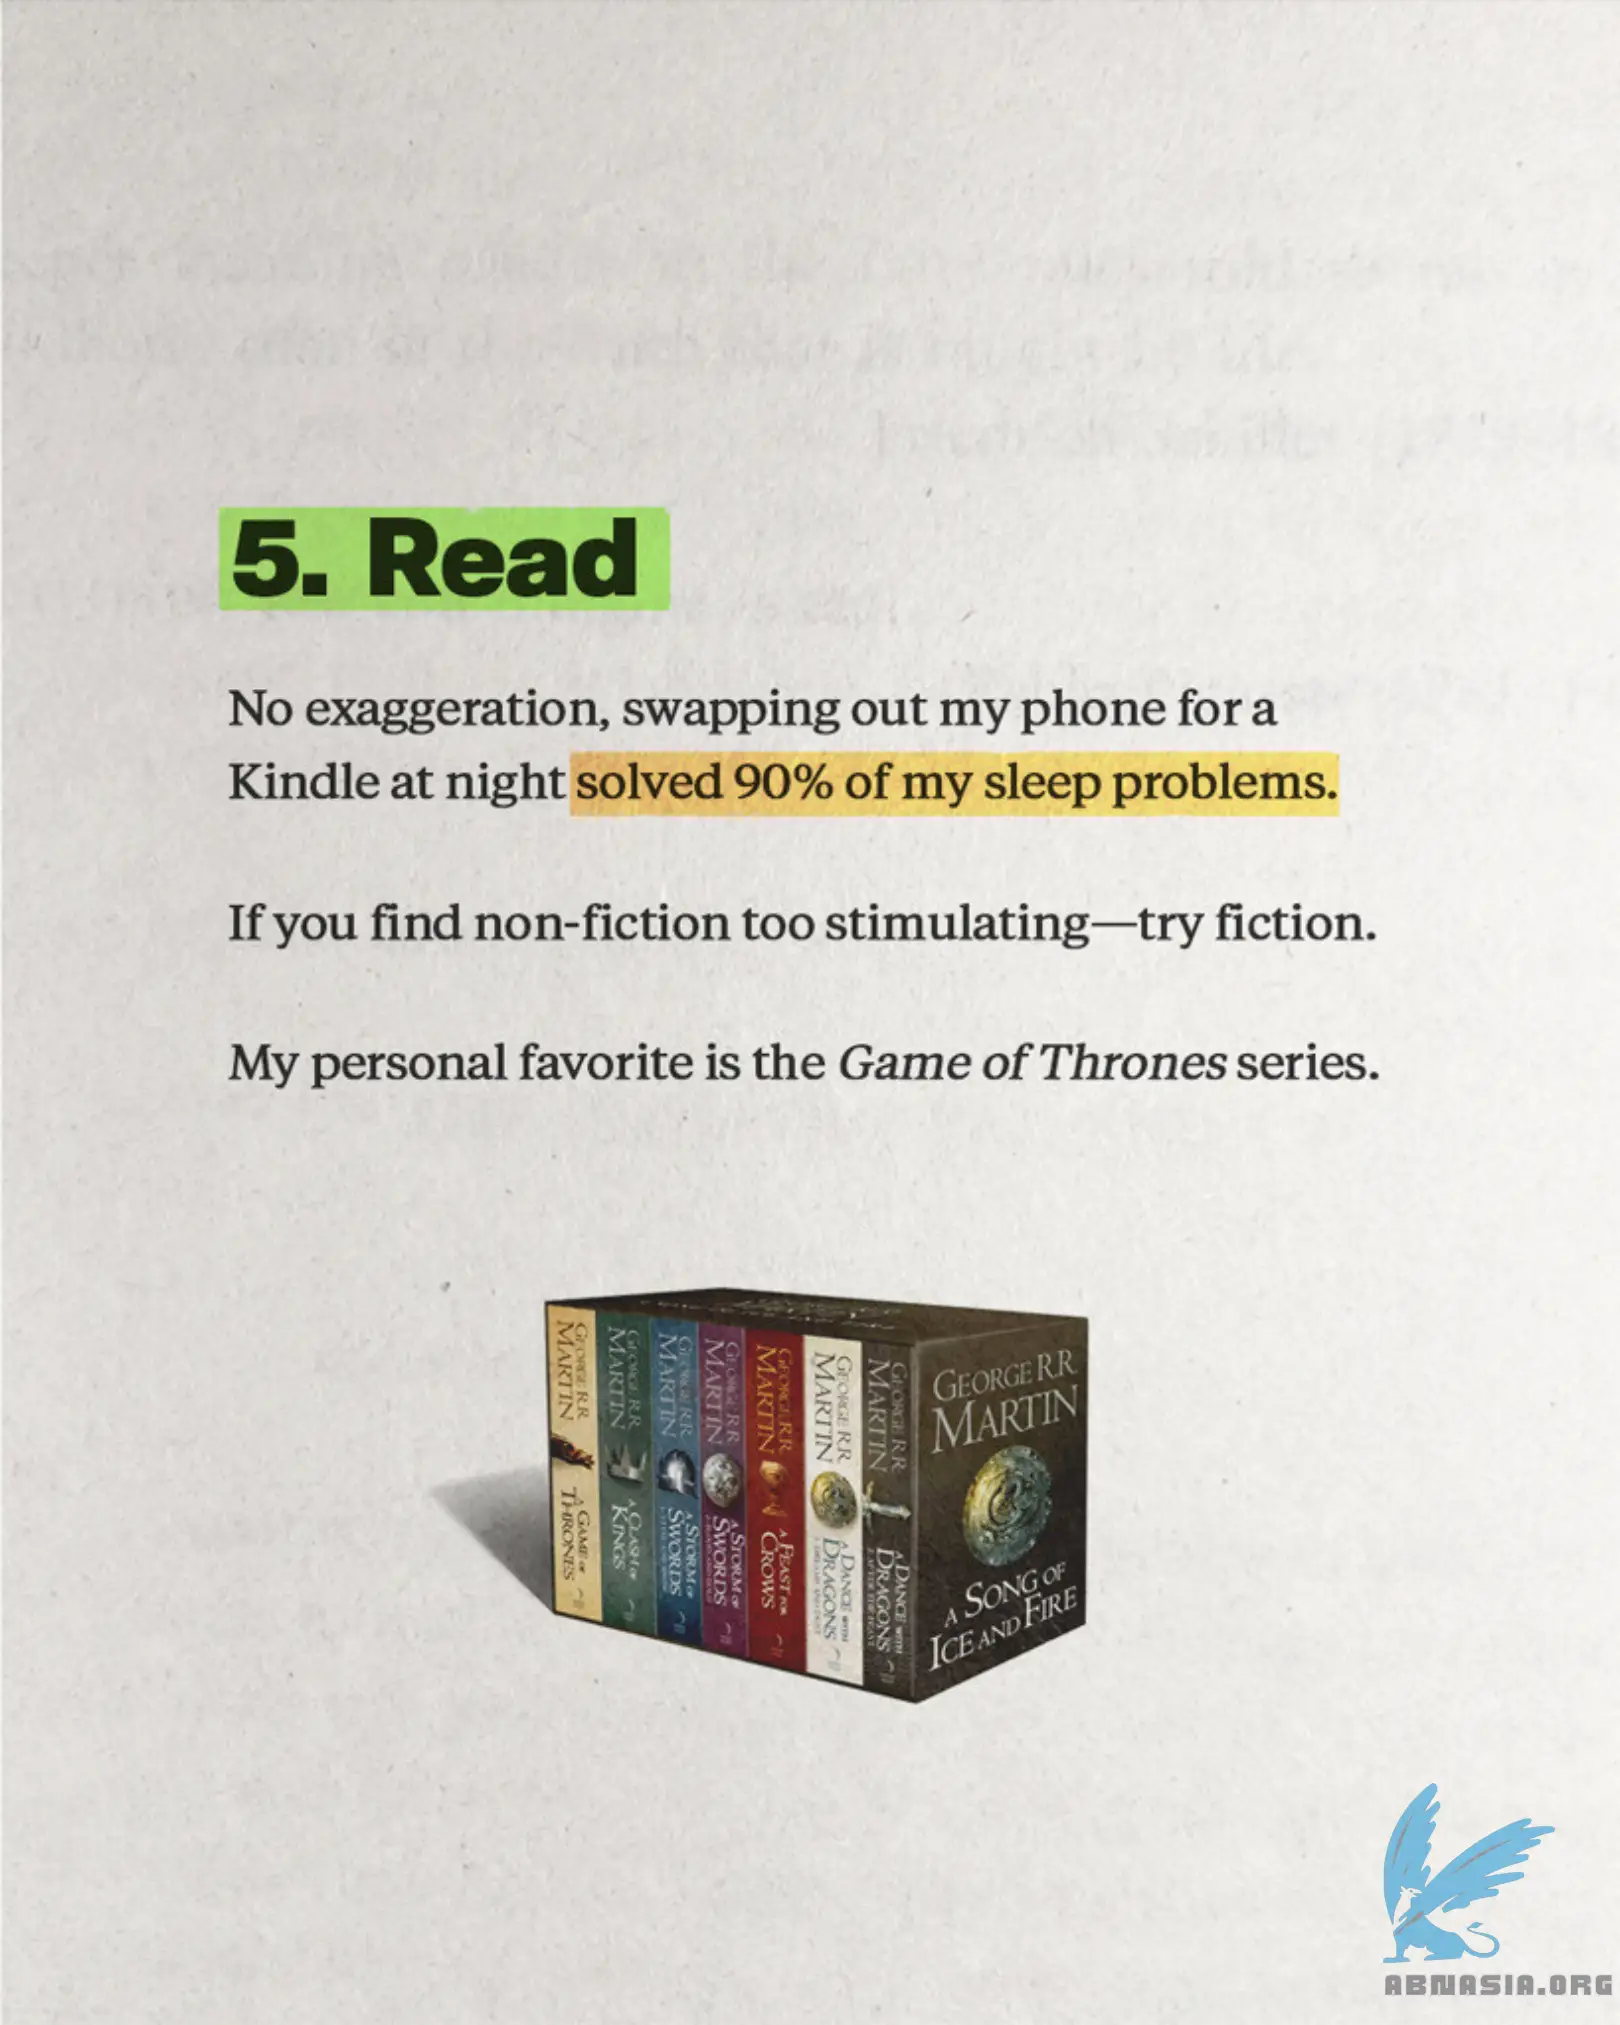 5. Read
No exaggeration, swapping out my phone for a
Kindle at night solved 90% of my sleep problems.
If you find non-fiction too stimulating—try fiction.
My personal favorite is the Game of Thrones series.
GEORGE R.R.
MARTIN
A GAME OF
THRONES
GEORGE R.R.
MARTIN
A CLASH OF
KINGS
GEORGE R.R.
MARTIN
A STORM OF
SWORDS
GEORGE R.R.
MARTIN
A STORM OF
SWORDS
GEORGE R.R.
MARTIN
A FEAST FOR
CROWS
GEORGE R.R.
MARTIN
A DANCE WITH
DRAGONS
GEORGE R.R.
MARTIN
A DANCE WITH
DRAGONS
GEORGE R.R.
MARTIN
A SONG OF
ICE AND FIRE
ABNASIA.ORG